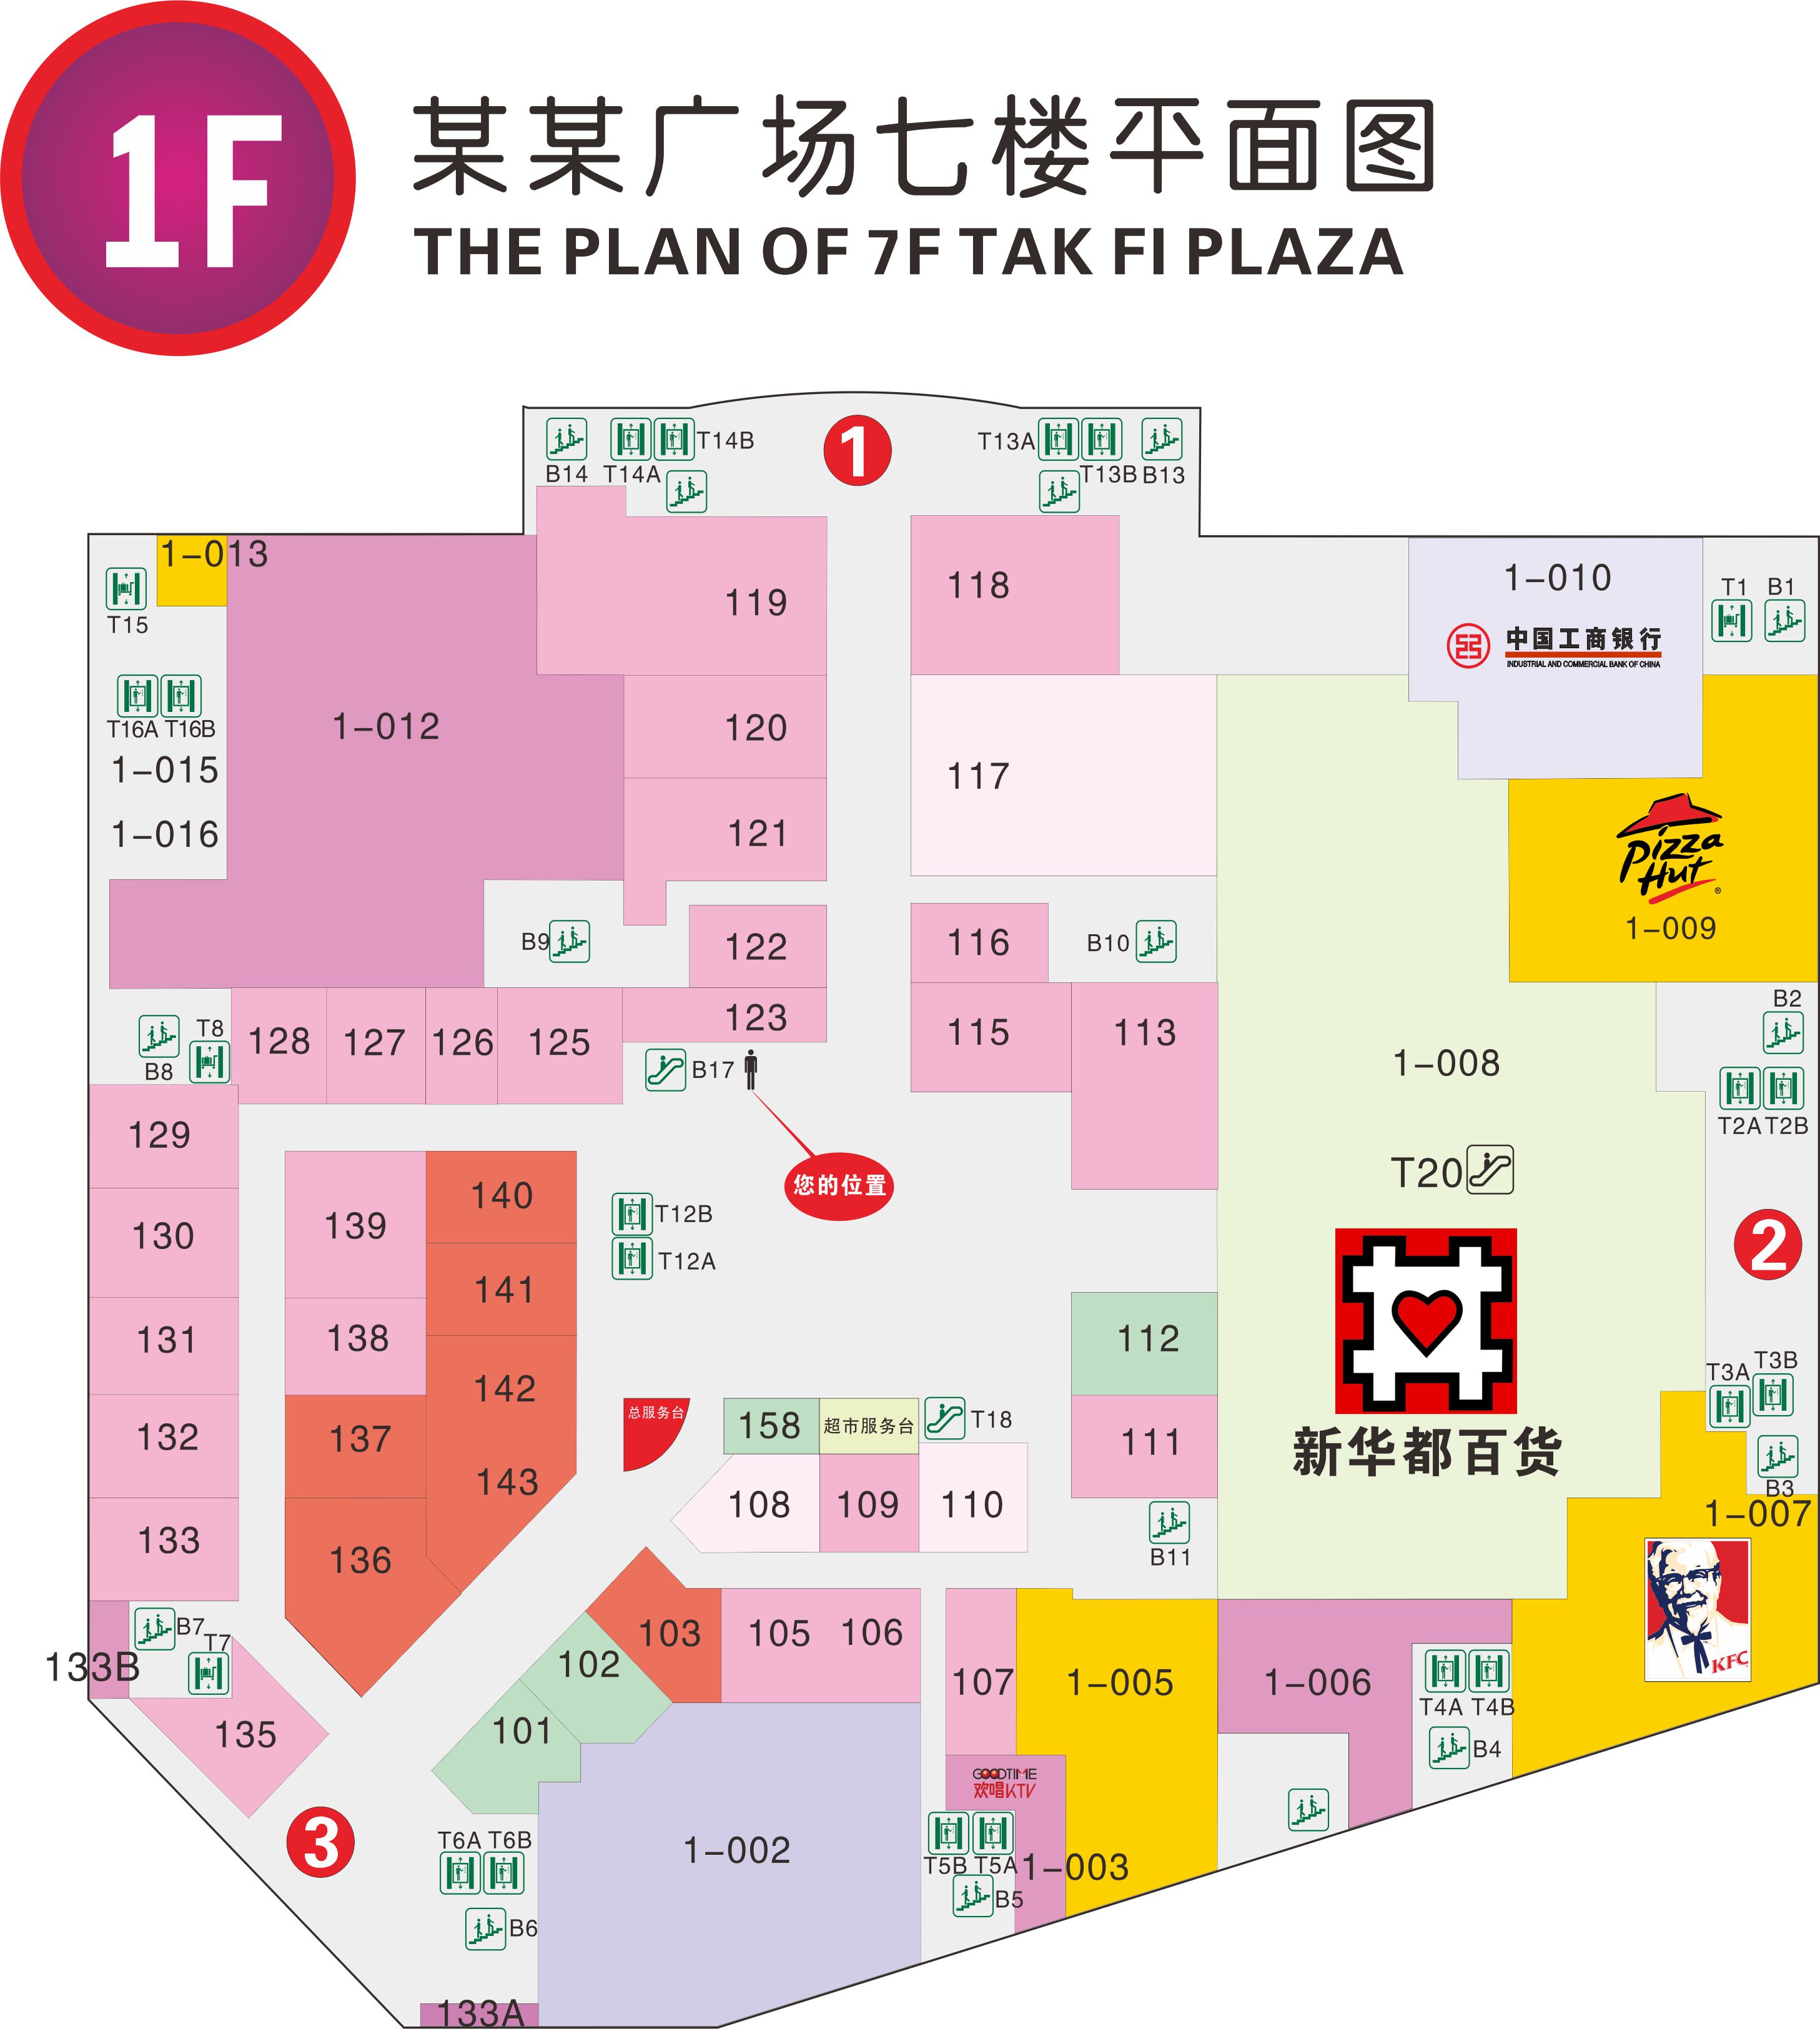 1F
某某广场七楼平面图
THE PLAN OF 7F TAK FI PLAZA
B14
T14A
T14B
1
T13A
T13B
B13
1-013
T15
119
118
1-010
中国工商银行
INDUSTRIAL AND COMMERCIAL BANK OF CHINA
T1
B1
T16A
T16B
1-012
120
117
1-015
1-016
121
Pizza
Hut
®
1-009
B9
122
116
B10
B2
T8
B8
128
127
126
125
123
115
113
1-008
B17
T2A
T2B
129
您的位置
T20
130
139
140
T12B
T12A
2
131
138
141
112
新华都百货
T3A
T3B
132
137
142
总服务台
158
超市服务台
T18
111
B3
133
136
143
108
109
110
B11
1-007
KFC
133B
B7
T7
103
105
106
102
107
1-005
1-006
T4A
T4B
135
101
B4
GOODTIME
欢唱KTV
3
T6A
T6B
1-002
T5B
T5A
1-003
B5
B6
133A